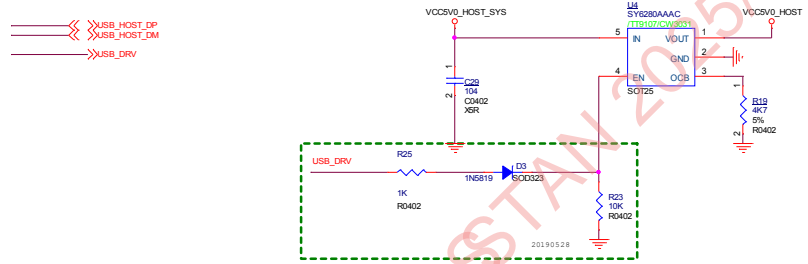 VCC5V0_HOST_SYS
U4
SY6280AAAC
/TT9107/CW3031
VCC5V0_HOST
USB_HOST_DP
USB_HOST_DM
USB_DRV
5
IN
VOUT
1
GND
2
4
EN
OCB
3
SOT25
1
C29
104
2
C0402
X5R
1
R19
4K7
5%
2
R0402
USB_DRV
R25
1K
R0402
1N5819
D3
SOD323
R23
10K
R0402
20190528
STAN 2025/